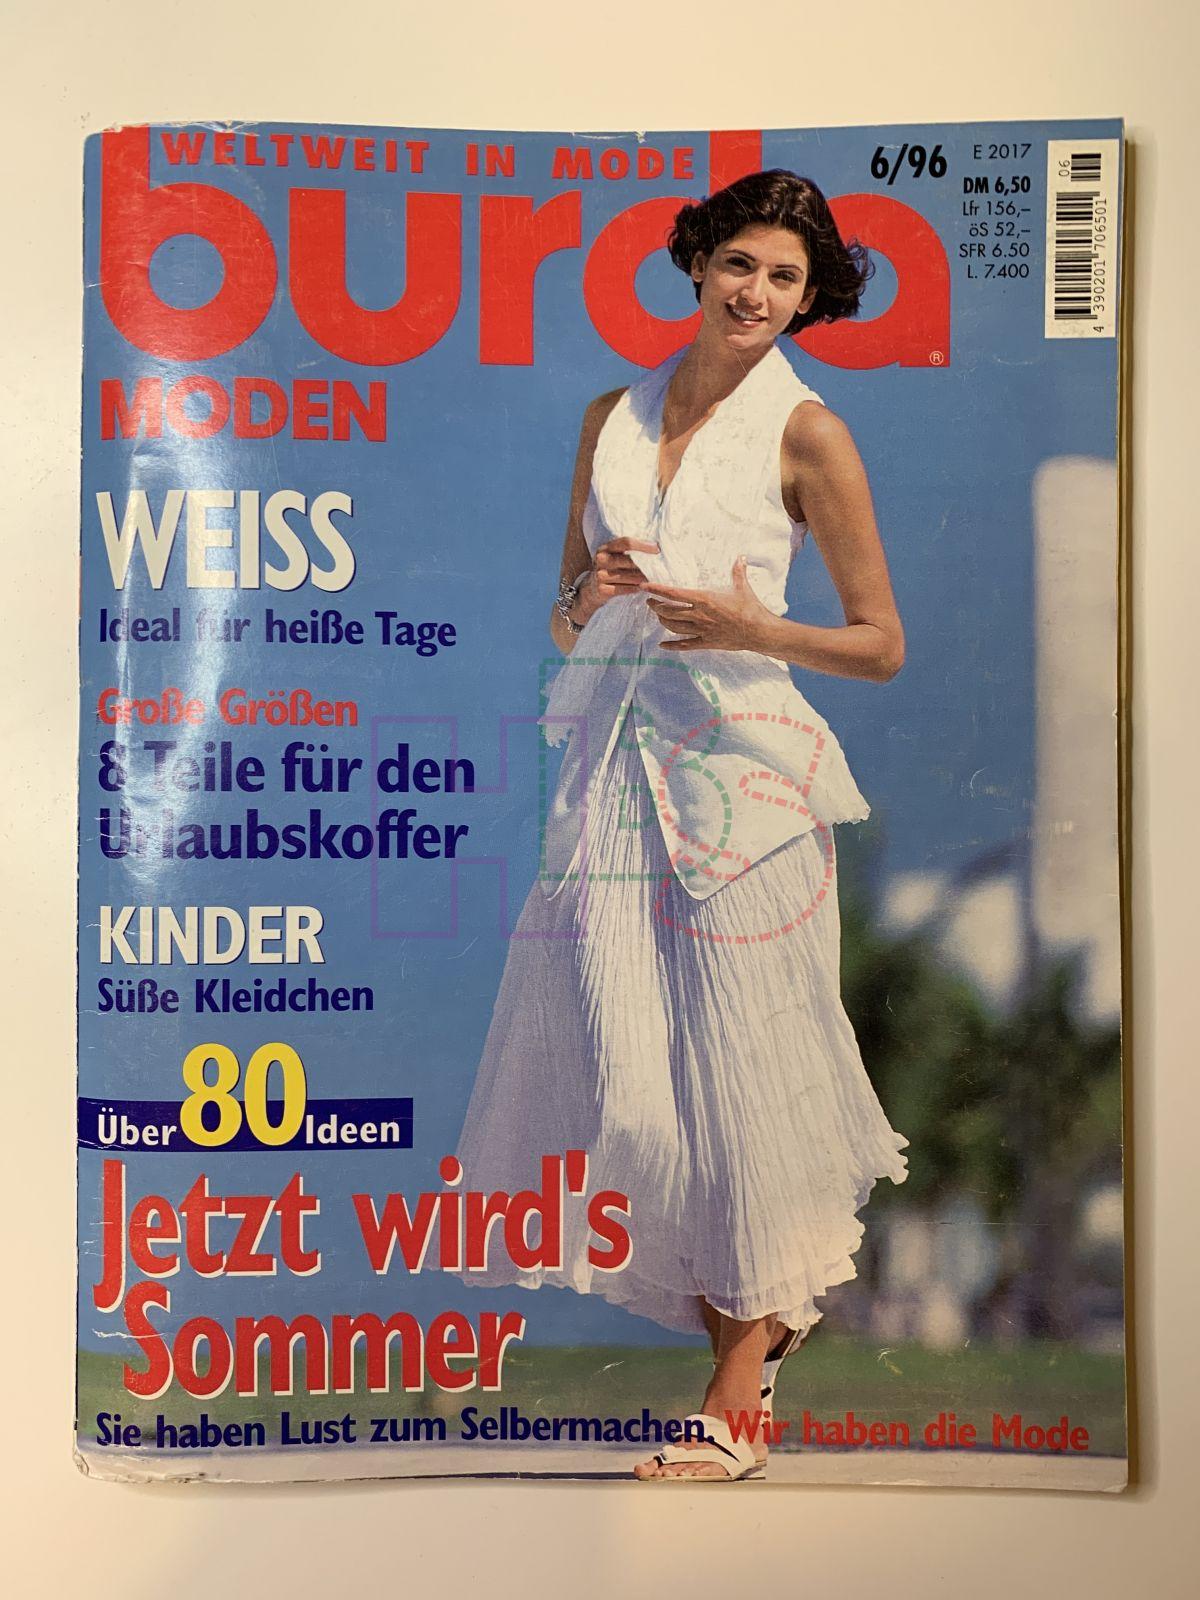 WELTWEIT IN MODE
burda
®
MODEN
6/96
E 2017
DM 6,50
Lfr 156,–
öS 52,–
SFR 6.50
L. 7.400
06
4 390201 706501
WEISS
Ideal für heiße Tage
Große Größen
8 Teile für den
Urlaubskoffer
KINDER
Süße Kleidchen
Über 80 Ideen
Jetzt wird's
Sommer
Sie haben Lust zum Selbermachen. Wir haben die Mode